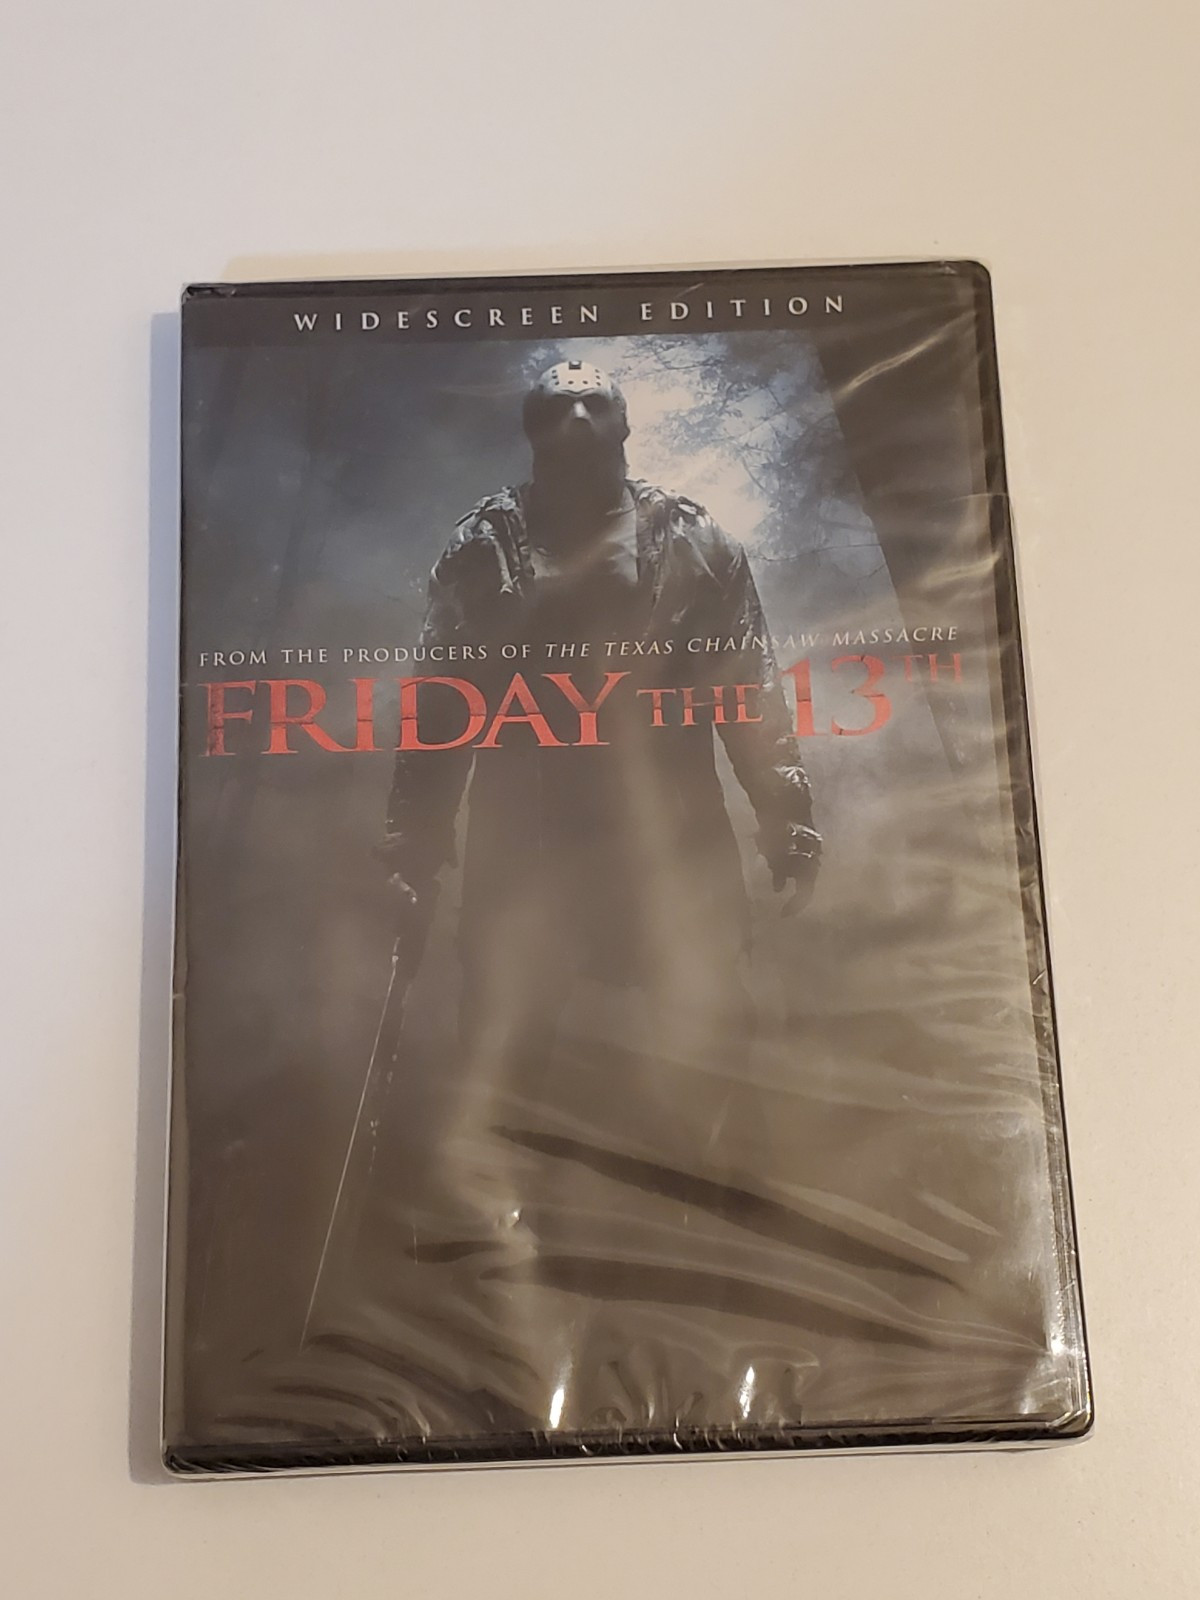 WIDESCREEN EDITION
FROM THE PRODUCERS OF THE TEXAS CHAINSAW MASSACRE
FRIDAY THE 13TH